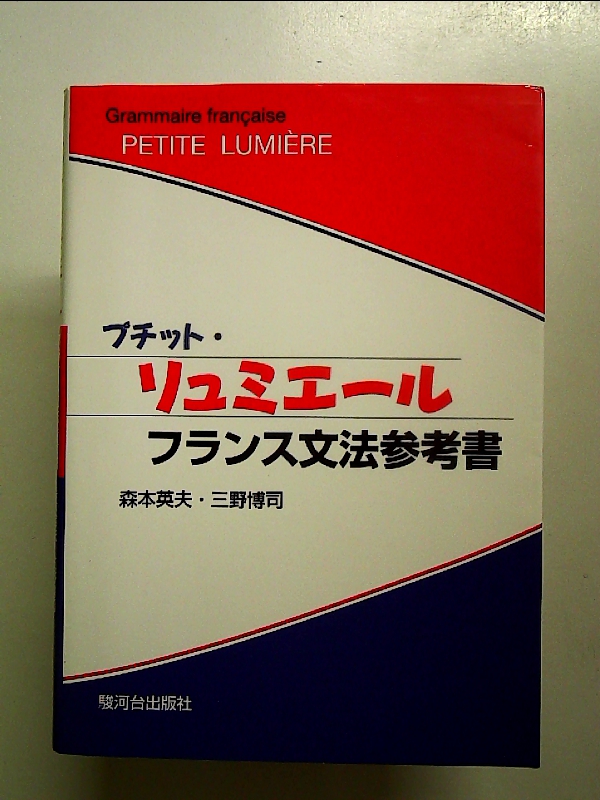 Grammaire française
PETITE LUMIÈRE
プチット・
リュミエール
フランス文法参考書
森本英夫・三野博司
駿河台出版社